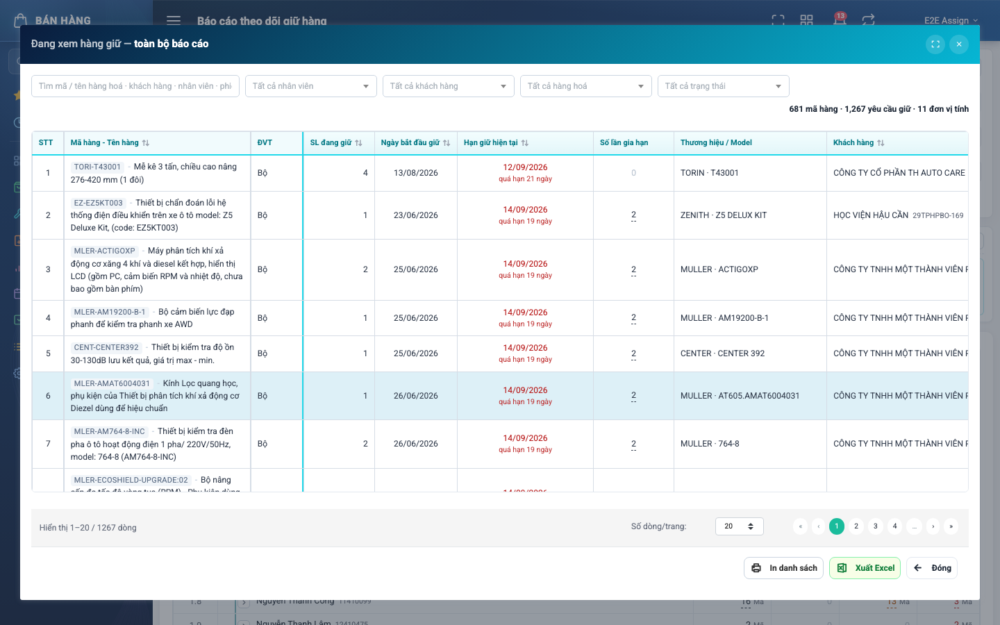 BÁN HÀNG
Báo cáo theo dõi giữ hàng
13
E2E Assign
Đang xem hàng giữ — toàn bộ báo cáo
Tìm mã / tên hàng hoá · khách hàng · nhân viên · phi
Tất cả nhân viên
Tất cả khách hàng
Tất cả hàng hoá
Tất cả trạng thái
681 mã hàng · 1,267 yêu cầu giữ · 11 đơn vị tính
STT Mã hàng - Tên hàng ĐVT SL đang giữ Ngày bắt đầu giữ Hạn giữ hiện tại Số lần gia hạn Thương hiệu / Model Khách hàng
1 TORI-T43001 - Mễ kê 3 tấn, chiều cao nâng 276-420 mm (1 đôi) Bộ 4 13/08/2026 12/09/2026 quá hạn 21 ngày 0 TORIN · T43001 CÔNG TY CỔ PHẦN TH AUTO CARE
2 EZ-EZ5KT003 - Thiết bị chẩn đoán lỗi hệ thống điện điều khiển trên xe ô tô model: Z5 Deluxe Kit, (code: EZ5KT003) Bộ 1 23/06/2026 14/09/2026 quá hạn 19 ngày 2 ZENITH · Z5 DELUX KIT HỌC VIỆN HẬU CẦN 29TPHPBO-169
3 MLER-ACTIGOXP - Máy phân tích khí xả động cơ xăng 4 khí và diesel kết hợp, hiển thị LCD (gồm PC, cảm biến RPM và nhiệt độ, chưa bao gồm bàn phím) Bộ 2 25/06/2026 14/09/2026 quá hạn 19 ngày 2 MULLER · ACTIGOXP CÔNG TY TNHH MỘT THÀNH VIÊN
4 MLER-AM19200-B-1 - Bộ cảm biến lực đạp phanh để kiểm tra phanh xe AWD Bộ 1 25/06/2026 14/09/2026 quá hạn 19 ngày 2 MULLER · AM19200-B-1 CÔNG TY TNHH MỘT THÀNH VIÊN
5 CENT-CENTER392 - Thiết bị kiểm tra độ ồn 30-130dB lưu kết quả, giá trị max - min. Bộ 1 25/06/2026 14/09/2026 quá hạn 19 ngày 2 CENTER · CENTER 392 CÔNG TY TNHH MỘT THÀNH VIÊN
6 MLER-AMAT6004031 - Kính Lọc quang học, phụ kiện của Thiết bị phân tích khí xả động cơ Diezel dùng để hiệu chuẩn Bộ 1 26/06/2026 14/09/2026 quá hạn 19 ngày 2 MULLER · AT605.AMAT6004031 CÔNG TY TNHH MỘT THÀNH VIÊN
7 MLER-AM764-8-INC - Thiết bị kiểm tra đèn pha ô tô hoạt động điện 1 pha/ 220V/50Hz, model: 764-8 (AM764-8-INC) Bộ 2 26/06/2026 14/09/2026 quá hạn 19 ngày 2 MULLER · 764-8 CÔNG TY TNHH MỘT THÀNH VIÊN
MLER-ECOSHIELD-UPGRADE:02 - Bộ nâng
Hiển thị 1–20 / 1267 dòng
Số dòng/trang: 20 « ‹ 1 2 3 4 ... › »
In danh sách
Xuất Excel
Đóng
1.8 Nguyễn Thành Công 11410099 16 Mã 0 13 Mã 3 Mã